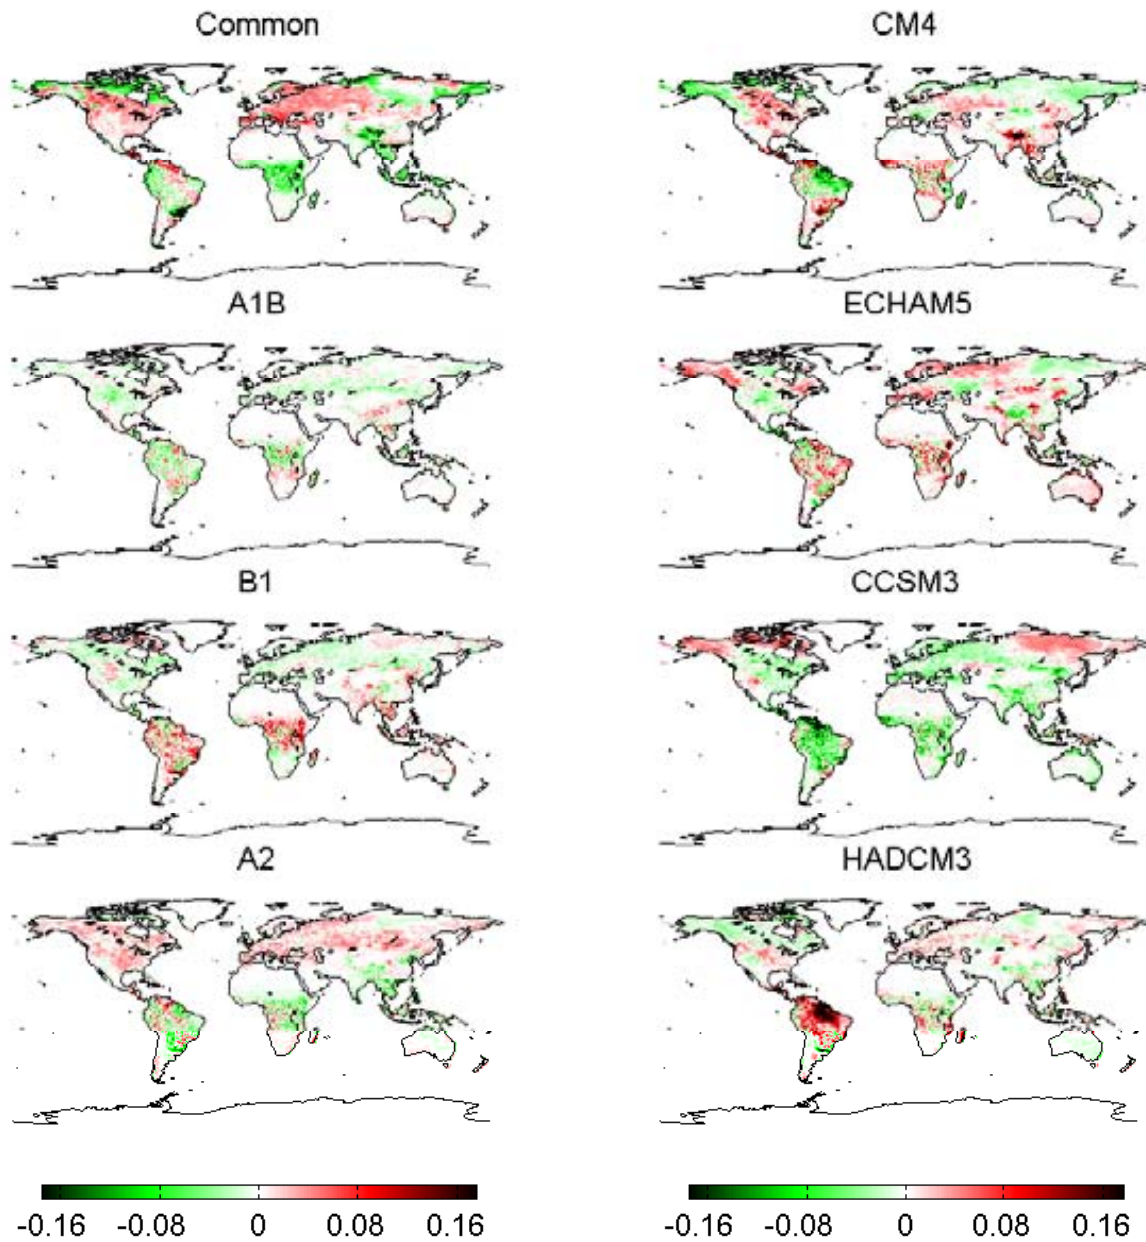 Common CM4
A1B ECHAM5
B1 CCSM3
A2 HADCM3
-0.16 -0.08 0 0.08 0.16 -0.16 -0.08 0 0.08 0.16